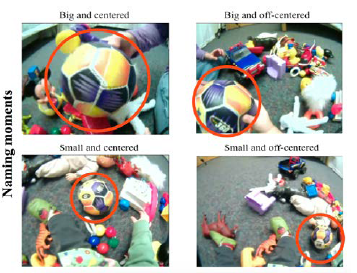 Big and centered
Big and off-centered
Naming moments
Small and centered
Small and off-centered